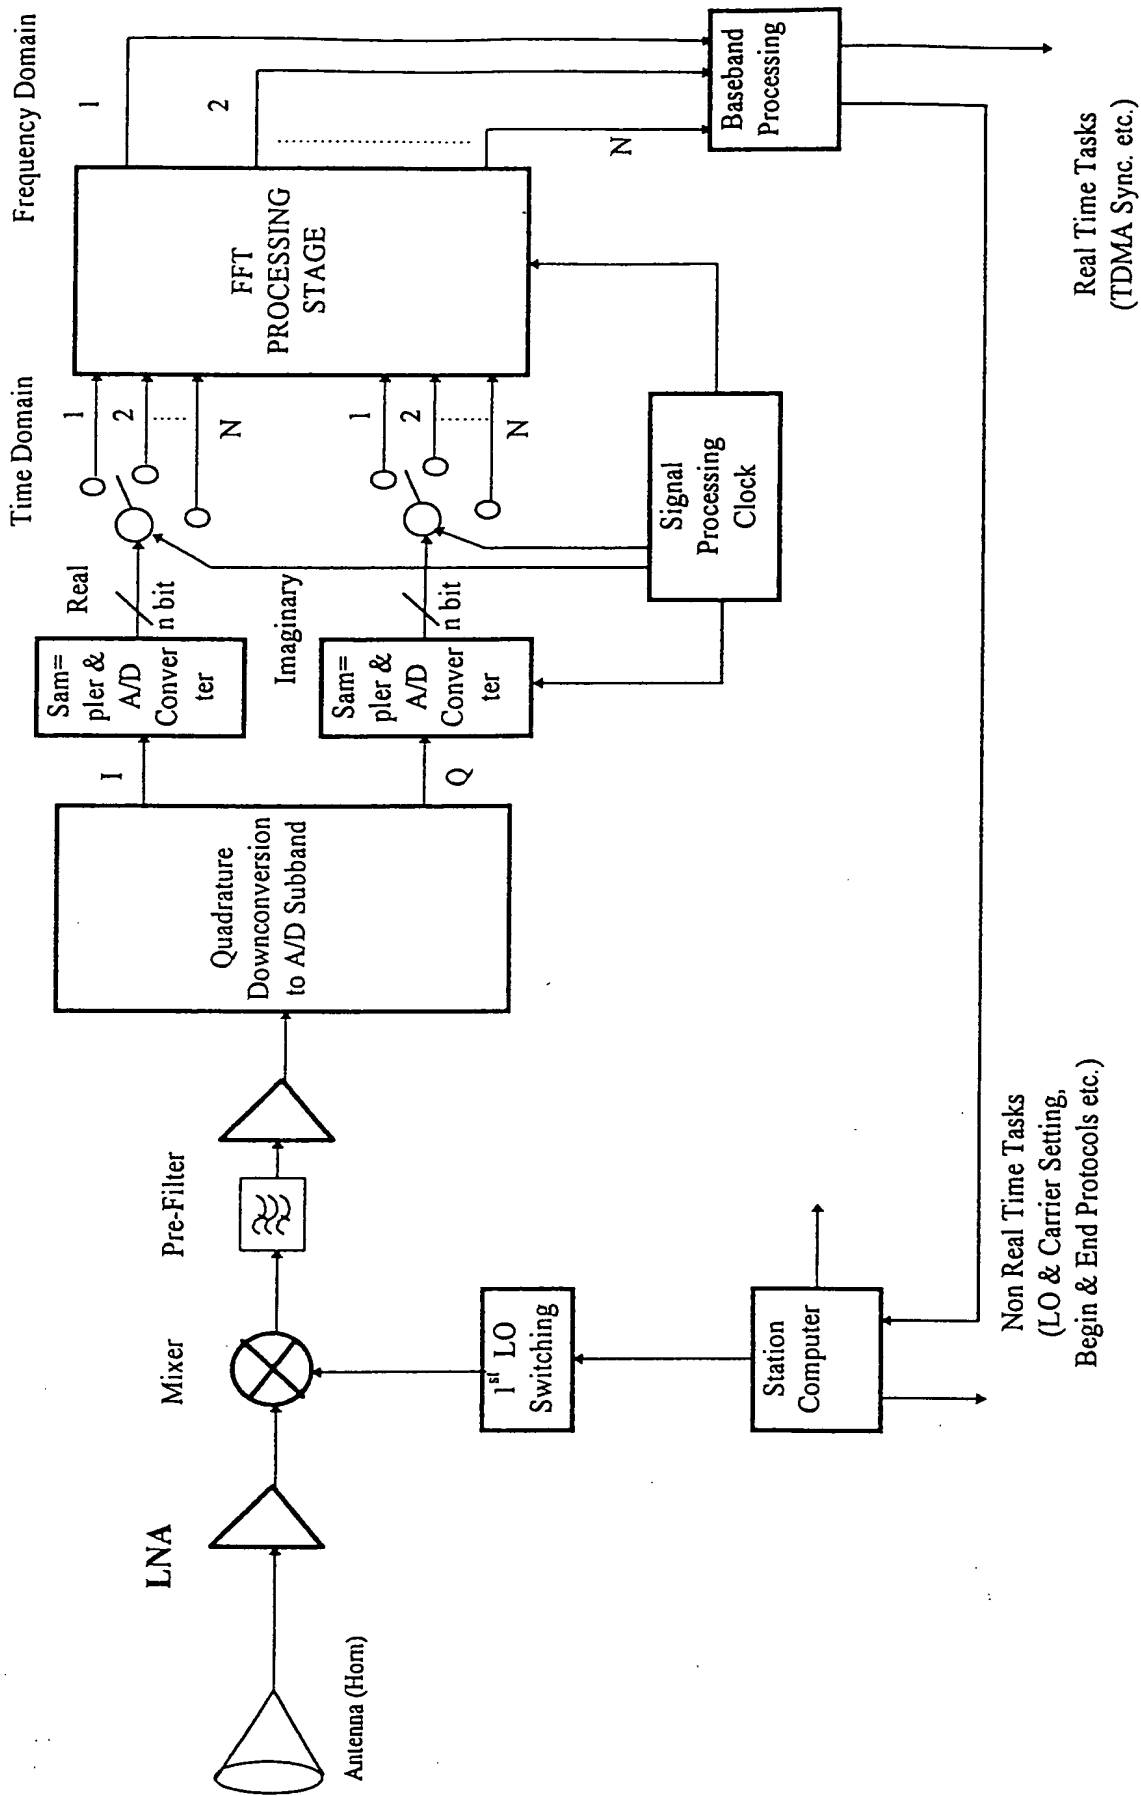 Antenna (Horn)
LNA
Mixer
Pre-Filter
1st LO
Switching
Station
Computer
Non Real Time Tasks
(LO & Carrier Setting,
Begin & End Protocols etc.)
Quadrature
Downconversion
to A/D Subband
I
Q
Sam=
pler &
A/D
Conver
ter
Sam=
pler &
A/D
Conver
ter
Real
n bit
Imaginary
n bit
Signal
Processing
Clock
Time Domain
1
2
N
1
2
N
FFT
PROCESSING
STAGE
Frequency Domain
1
2
N
Baseband
Processing
Real Time Tasks
(TDMA Sync. etc.)